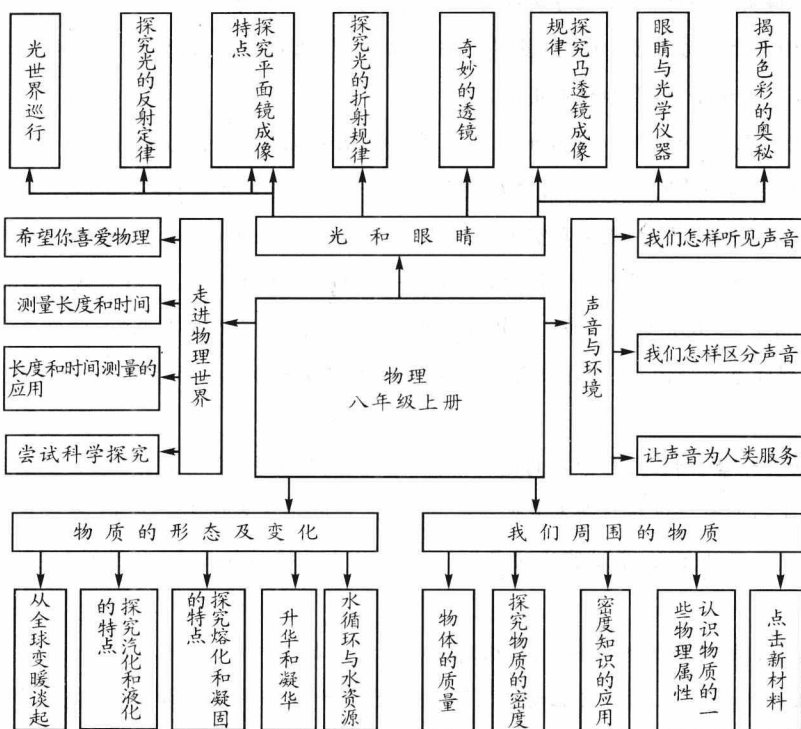 光世界巡行
探究光的反射定律
探究平面镜成像
特点
探究光的折射规律
奇妙的透镜
探究凸透镜成像
规律
眼睛与光学仪器
揭开色彩的奥秘
光和眼睛
希望你喜爱物理
测量长度和时间
长度和时间测量的
应用
尝试科学探究
走进物理世界
物理
八年级上册
声音与环境
我们怎样听见声音
我们怎样区分声音
让声音为人类服务
物质的形态及变化
从全球变暖谈起
探究汽化和液化
的特点
探究熔化和凝固
的特点
升华和凝华
水循环与水资源
我们周围的物质
物体的质量
探究物质的密度
密度知识的应用
认识物质的一
些物理属性
点击新材料